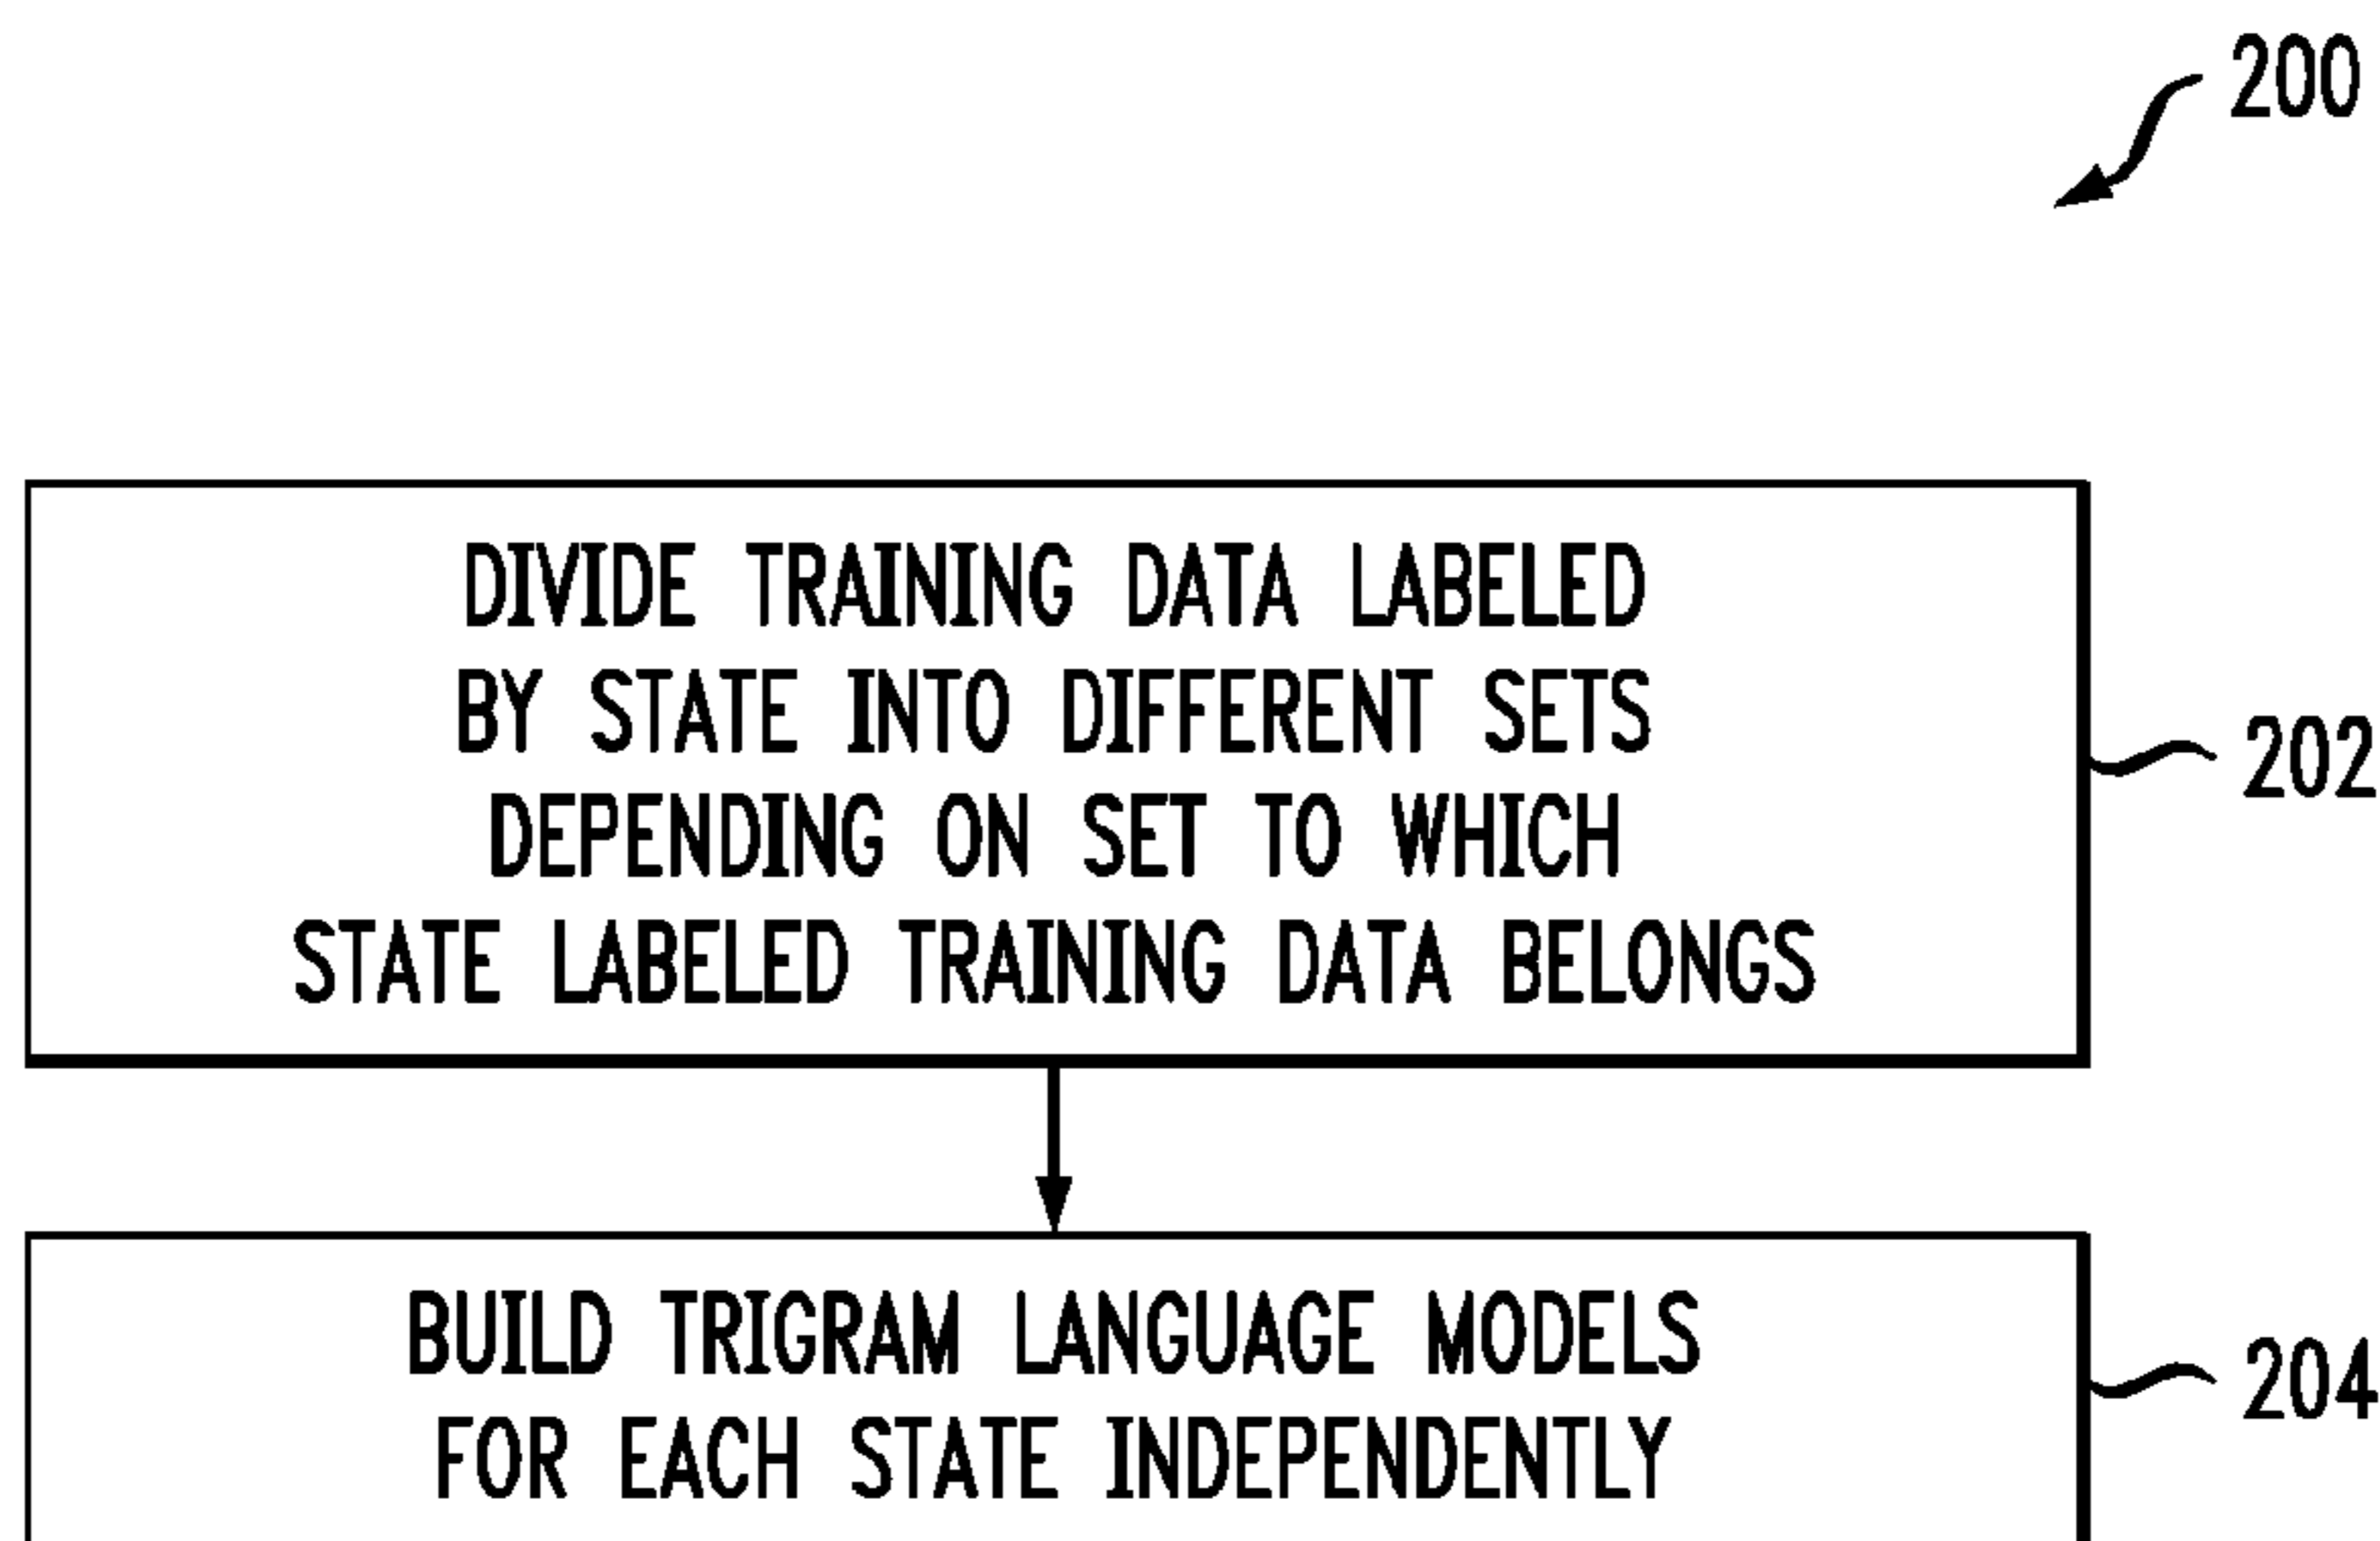 200
DIVIDE TRAINING DATA LABELED
BY STATE INTO DIFFERENT SETS
DEPENDING ON SET TO WHICH
STATE LABELED TRAINING DATA BELONGS
202
BUILD TRIGRAM LANGUAGE MODELS
FOR EACH STATE INDEPENDENTLY
204